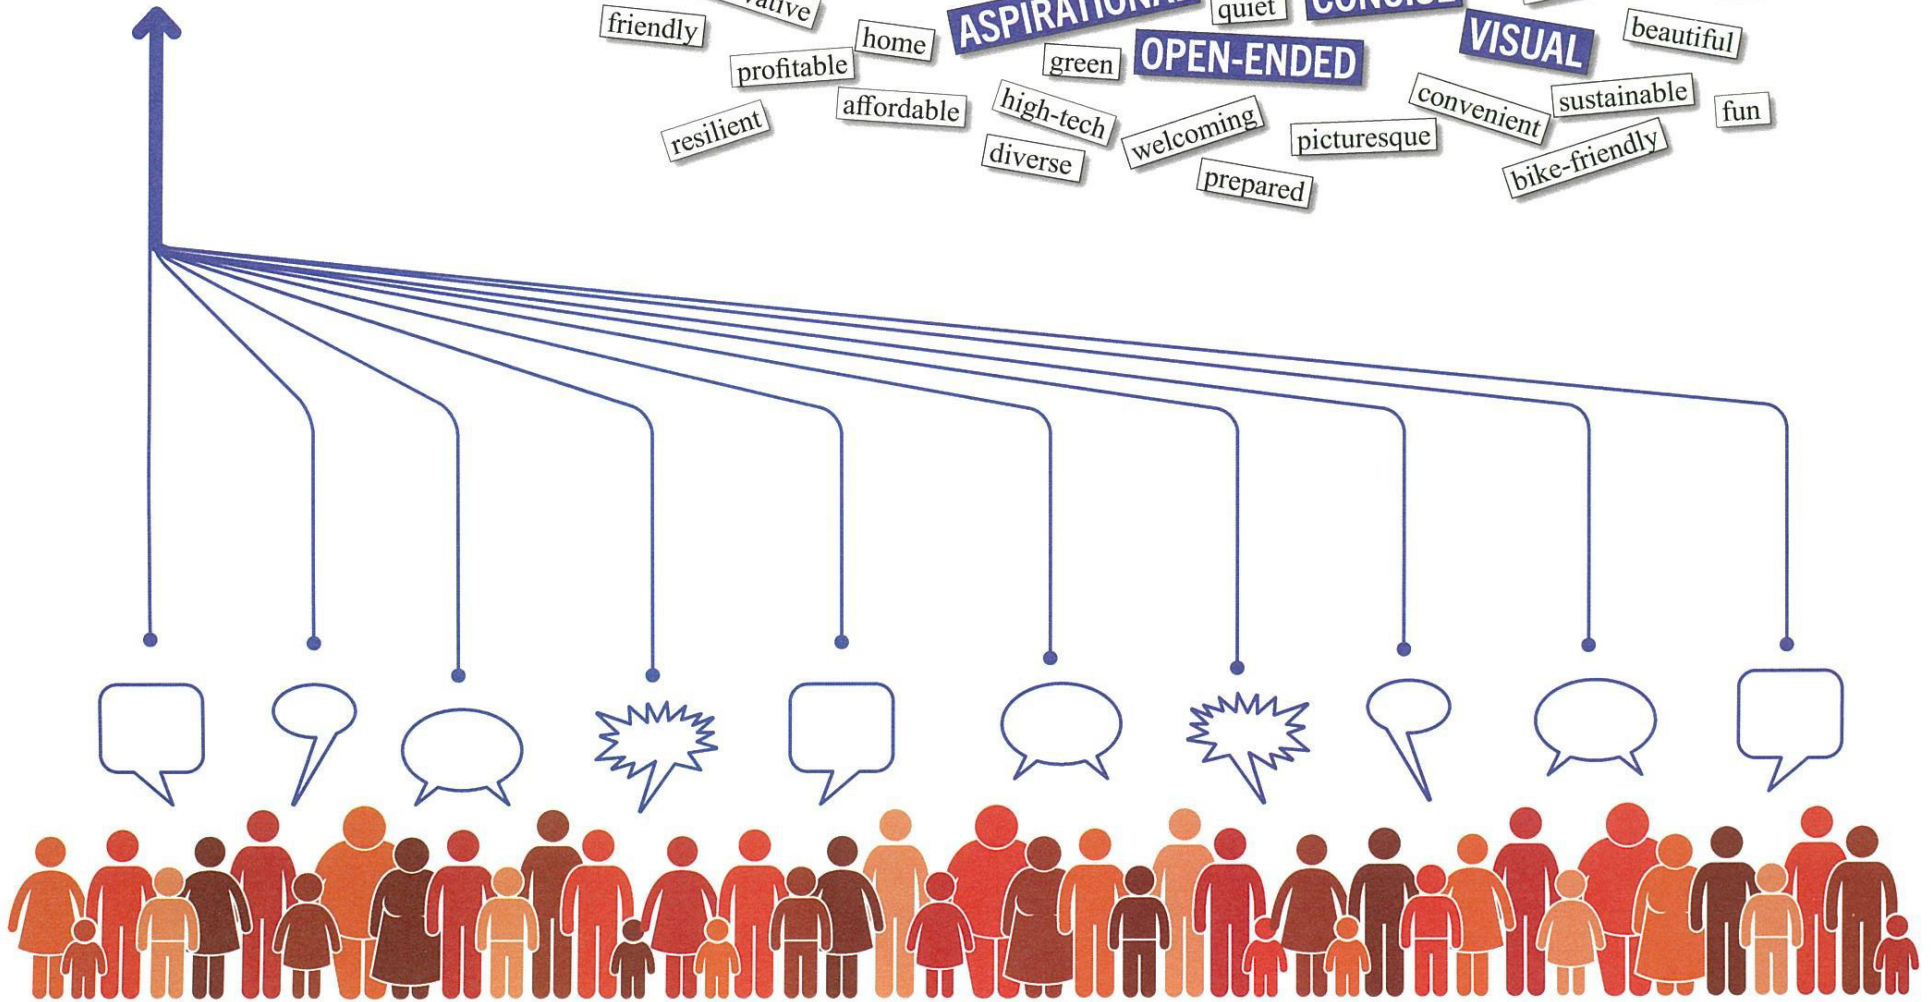 ASPIRATIONAL
quiet
CONCISE
friendly
home
OPEN-ENDED
VISUAL
beautiful
profitable
green
affordable
high-tech
convenient
sustainable
fun
resilient
diverse
welcoming
picturesque
bike-friendly
prepared